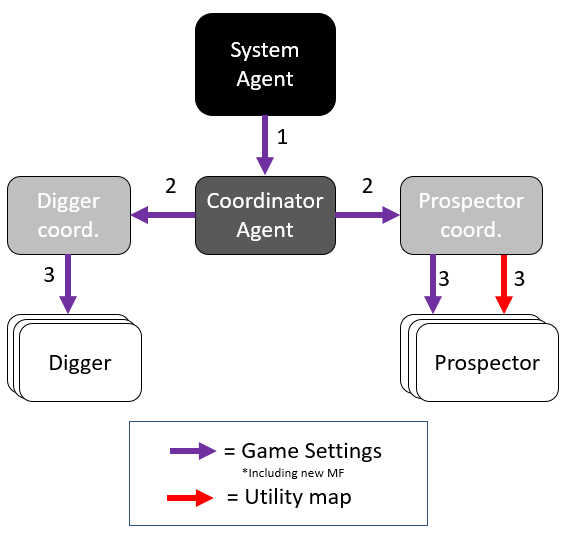 System
Agent
1
2
2
Digger
coord.
Coordinator
Agent
Prospector
coord.
3
3
3
Digger
Prospector
= Game Settings
*Including new MF
= Utility map